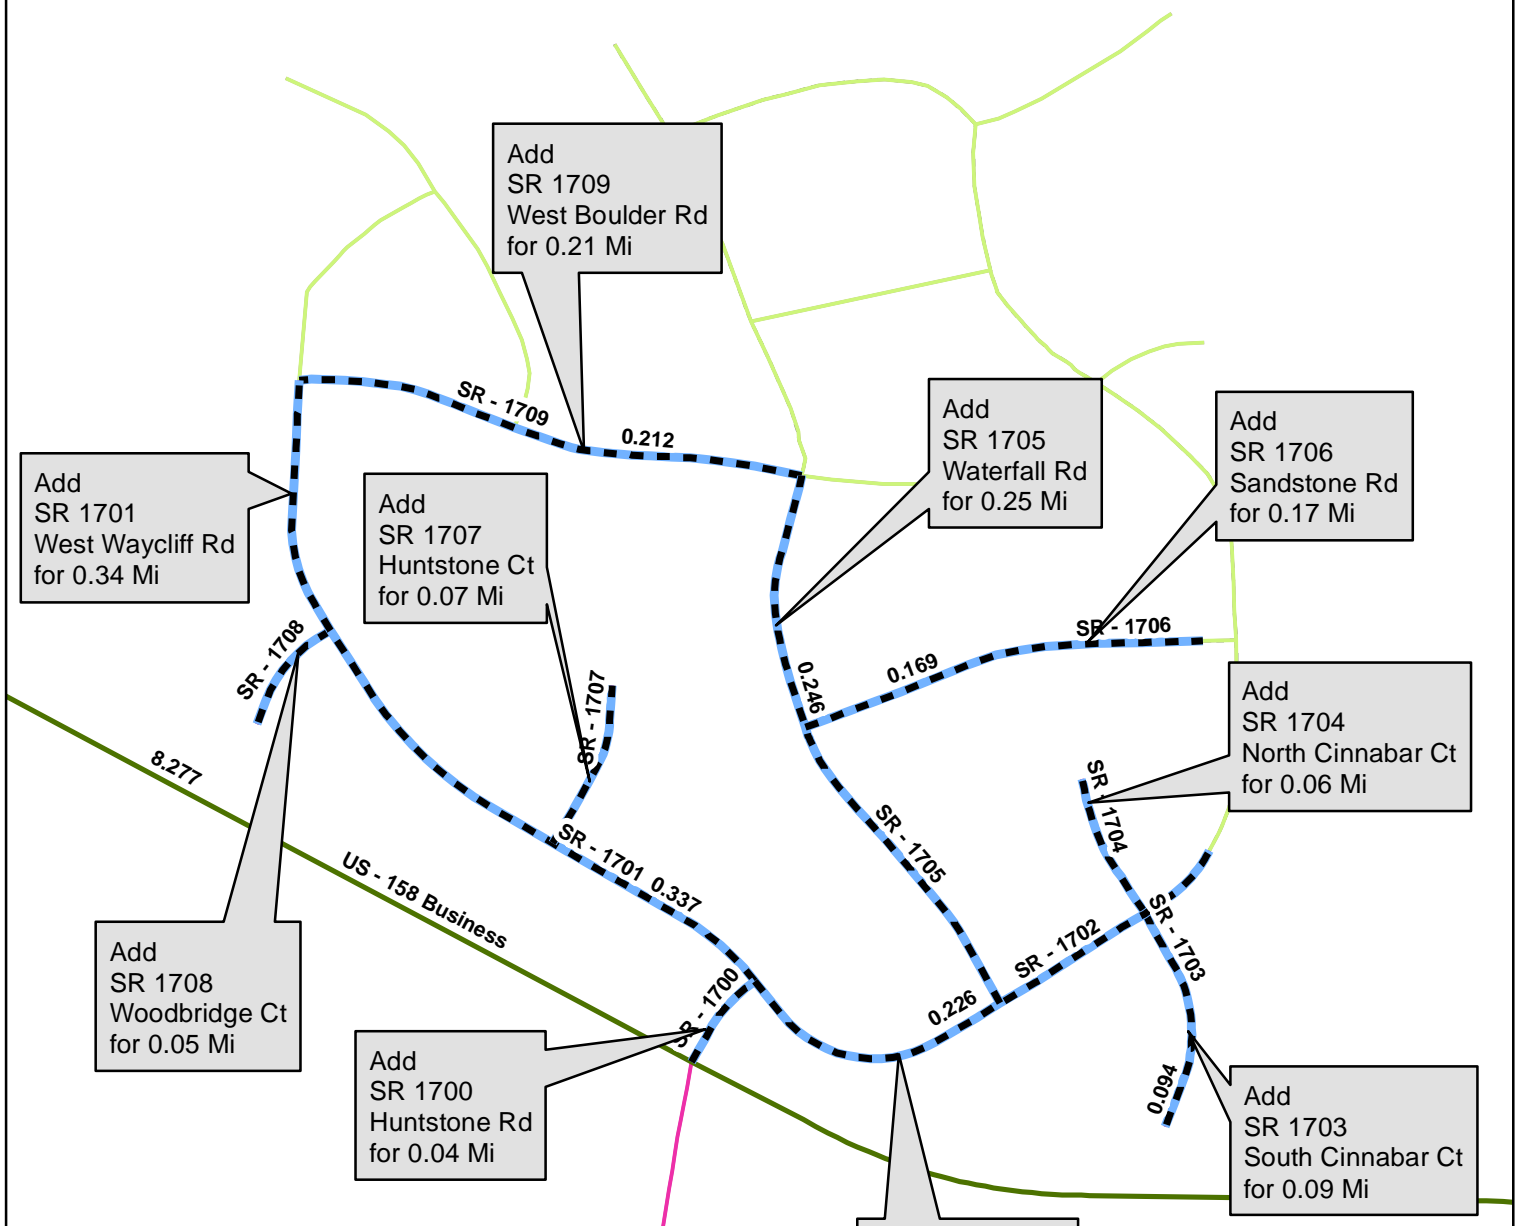 Add
SR 1709
West Boulder Rd
for 0.21 Mi
SR - 1709
0.212
Add
SR 1705
Waterfall Rd
for 0.25 Mi
Add
SR 1706
Sandstone Rd
for 0.17 Mi
Add
SR 1701
West Waycliff Rd
for 0.34 Mi
Add
SR 1707
Huntstone Ct
for 0.07 Mi
SR - 1708
SR - 1707
0.246
0.169
SR - 1706
Add
SR 1704
North Cinnabar Ct
for 0.06 Mi
8.277
US - 158 Business
SR - 1701 0.337
SR - 1705
SR - 1704
SR - 1702
SR - 1703
0.226
0.094
SR - 1700
Add
SR 1708
Woodbridge Ct
for 0.05 Mi
Add
SR 1700
Huntstone Rd
for 0.04 Mi
Add
SR 1703
South Cinnabar Ct
for 0.09 Mi